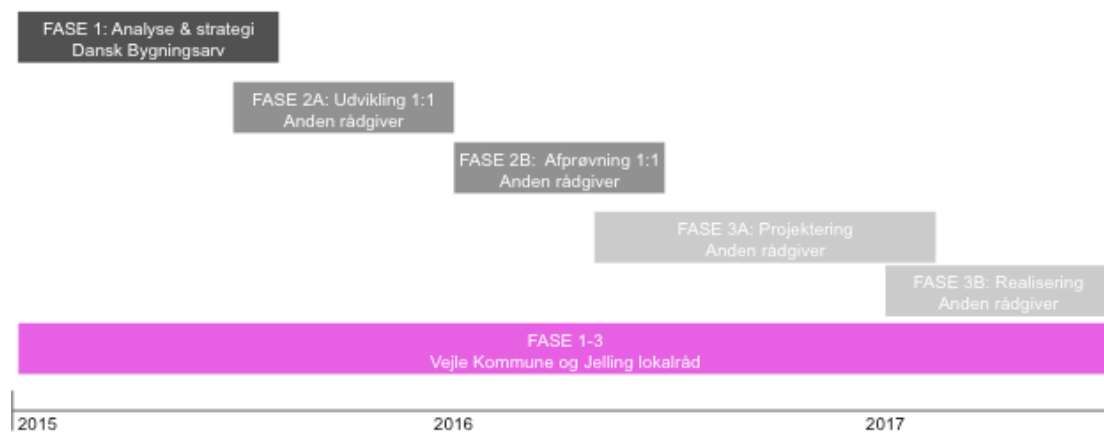 FASE 1: Analyse & strategi
Dansk Bygningsarv
FASE 2A: Udvikling 1:1
Anden rådgiver
FASE 2B:  Afprøvning 1:1
Anden rådgiver
FASE 3A: Projektering
Anden rådgiver
FASE 3B: Realisering
Anden rådgiver
FASE 1-3
Vejle Kommune og Jelling lokalråd
2015
2016
2017